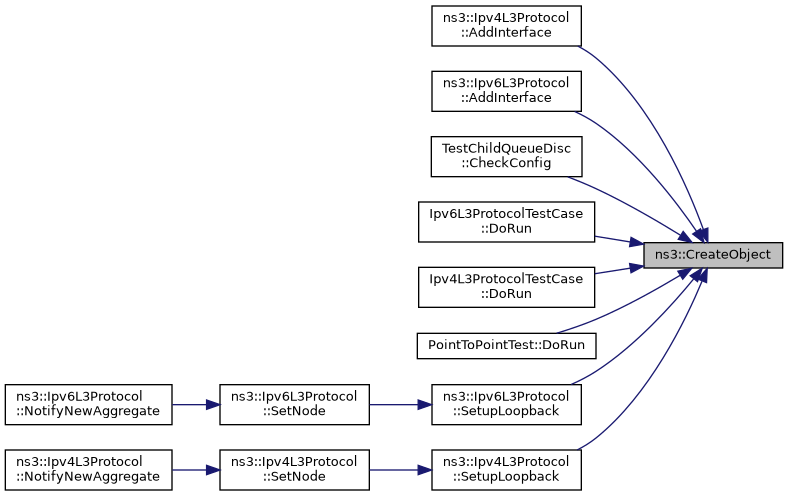 ns3::Ipv4L3Protocol
::AddInterface
ns3::Ipv6L3Protocol
::AddInterface
TestChildQueueDisc
::CheckConfig
Ipv6L3ProtocolTestCase
::DoRun
ns3::CreateObject
Ipv4L3ProtocolTestCase
::DoRun
PointToPointTest::DoRun
ns3::Ipv6L3Protocol
::NotifyNewAggregate
ns3::Ipv6L3Protocol
::SetNode
ns3::Ipv6L3Protocol
::SetupLoopback
ns3::Ipv4L3Protocol
::NotifyNewAggregate
ns3::Ipv4L3Protocol
::SetNode
ns3::Ipv4L3Protocol
::SetupLoopback